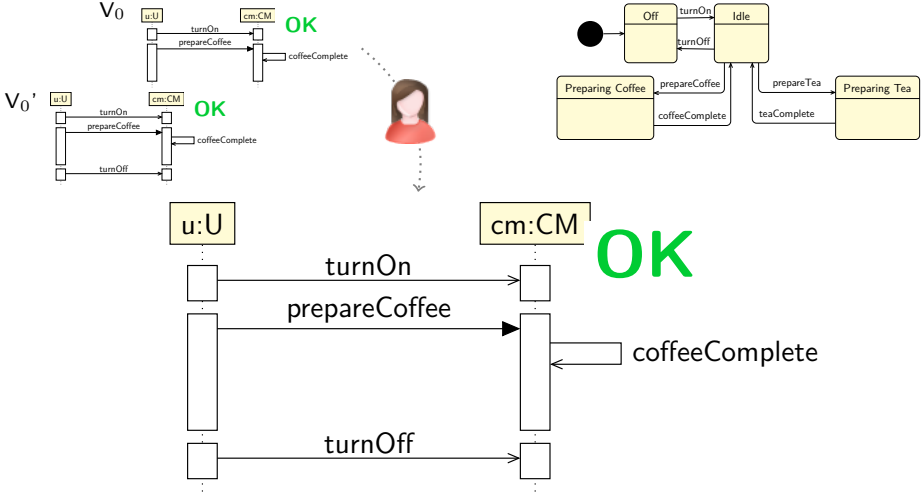 V0
u:U
cm:CM
OK
turnOn
prepareCoffee
coffeeComplete
V0'
u:U
cm:CM
OK
turnOn
prepareCoffee
coffeeComplete
turnOff
Off
turnOn
Idle
turnOff
Preparing Coffee
prepareCoffee
coffeeComplete
prepareTea
teaComplete
Preparing Tea
u:U
cm:CM
OK
turnOn
prepareCoffee
coffeeComplete
turnOff